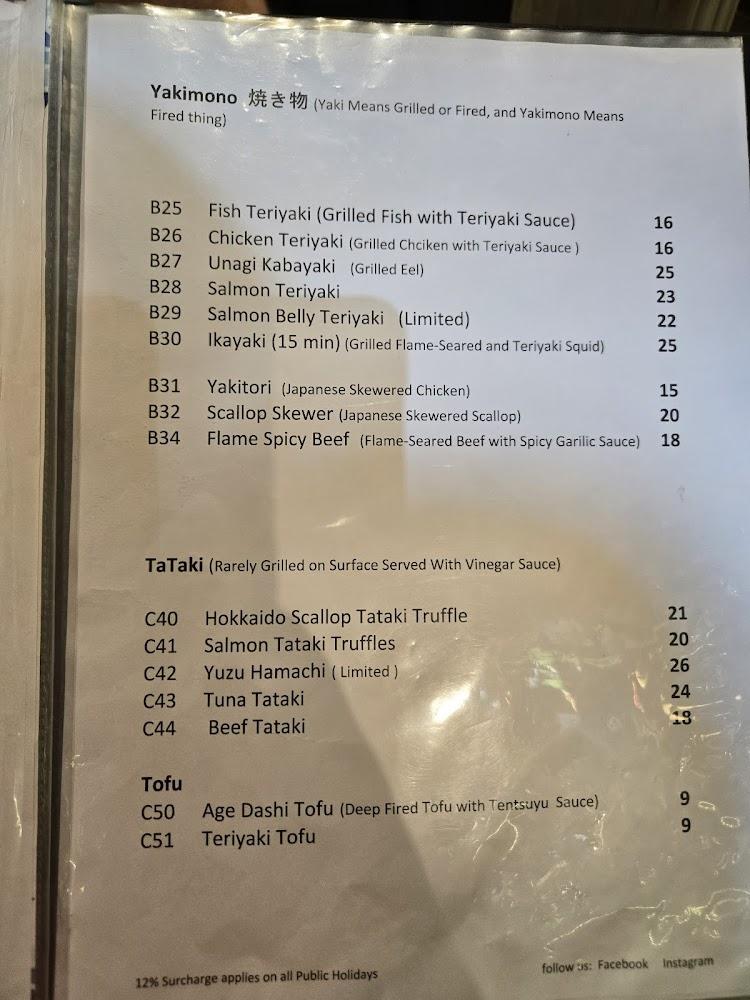 Yakimono 焼き物 (Yaki Means Grilled or Fired, and Yakimono Means
Fired thing)
B25 Fish Teriyaki (Grilled Fish with Teriyaki Sauce) 16
B26 Chicken Teriyaki (Grilled Chciken with Teriyaki Sauce ) 16
B27 Unagi Kabayaki (Grilled Eel) 25
B28 Salmon Teriyaki 23
B29 Salmon Belly Teriyaki (Limited) 22
B30 Ikayaki (15 min) (Grilled Flame-Seared and Teriyaki Squid) 25
B31 Yakitori (Japanese Skewered Chicken) 15
B32 Scallop Skewer (Japanese Skewered Scallop) 20
B34 Flame Spicy Beef (Flame-Seared Beef with Spicy Garilic Sauce) 18
TaTaki (Rarely Grilled on Surface Served With Vinegar Sauce)
C40 Hokkaido Scallop Tataki Truffle 21
C41 Salmon Tataki Truffles 20
C42 Yuzu Hamachi ( Limited ) 26
C43 Tuna Tataki 24
C44 Beef Tataki 18
Tofu
C50 Age Dashi Tofu (Deep Fired Tofu with Tentsuyu Sauce) 9
C51 Teriyaki Tofu 9
12% Surcharge applies on all Public Holidays
follow us: Facebook Instagram